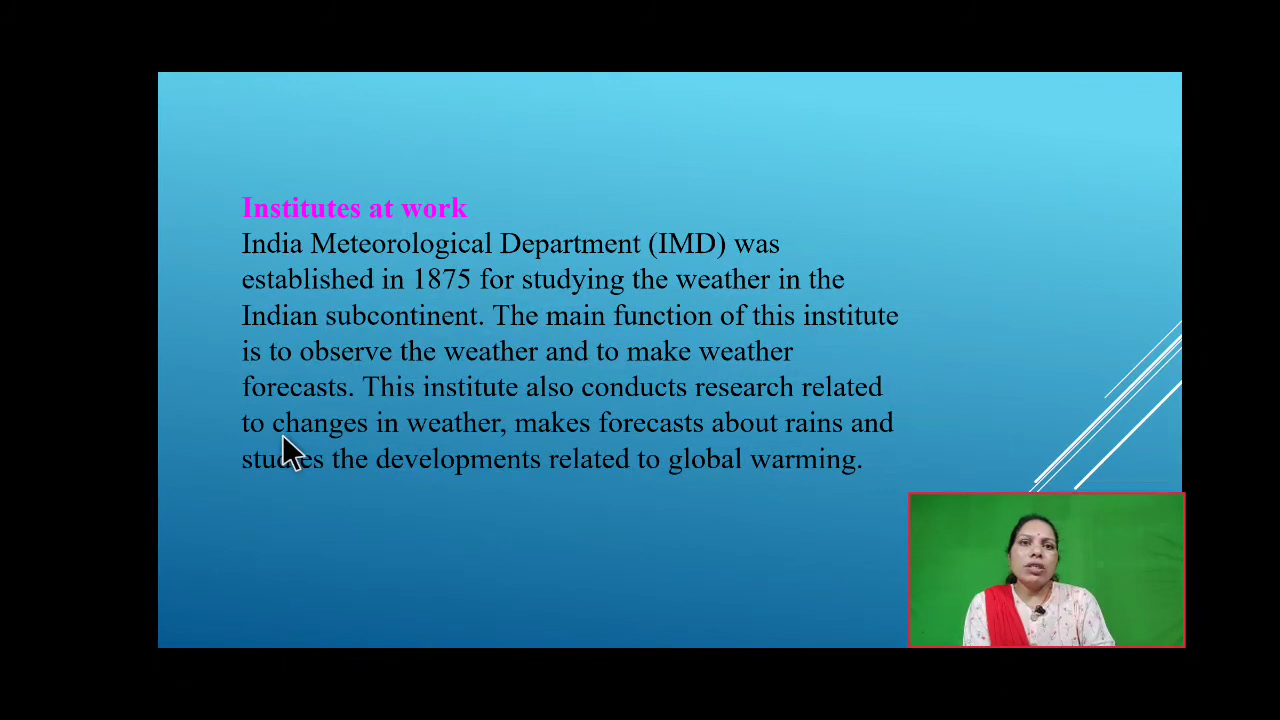 Institutes at work
India Meteorological Department (IMD) was
established in 1875 for studying the weather in the
Indian subcontinent. The main function of this institute
is to observe the weather and to make weather
forecasts. This institute also conducts research related
to changes in weather, makes forecasts about rains and
studies the developments related to global warming.